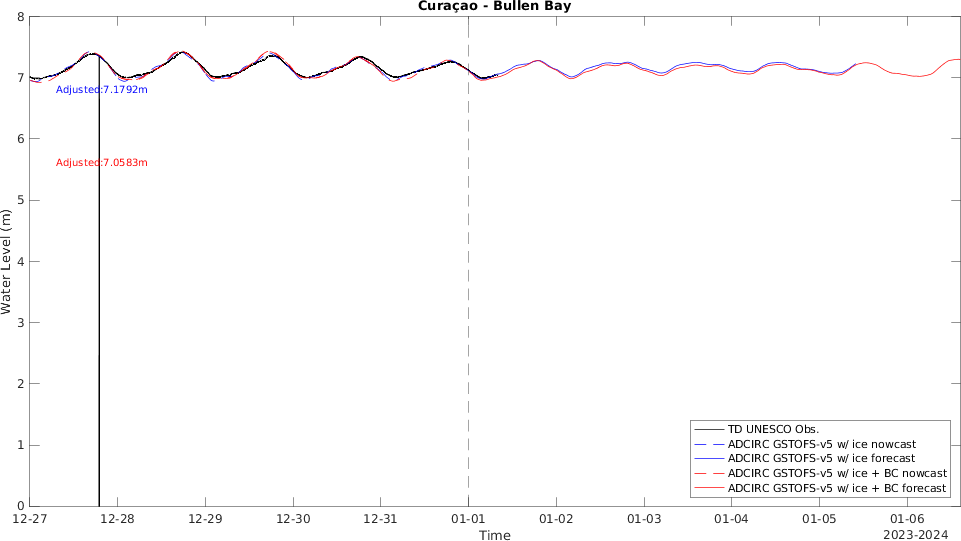 Curaçao - Bullen Bay
8
7
6
5
4
3
2
1
0
Water Level (m)
Adjusted:7.1792m
Adjusted:7.0583m
TD UNESCO Obs.
ADCIRC GSTOFS-v5 w/ ice nowcast
ADCIRC GSTOFS-v5 w/ ice forecast
ADCIRC GSTOFS-v5 w/ ice + BC nowcast
ADCIRC GSTOFS-v5 w/ ice + BC forecast
12-27 12-28 12-29 12-30 12-31 01-01 01-02 01-03 01-04 01-05 01-06
Time
2023-2024